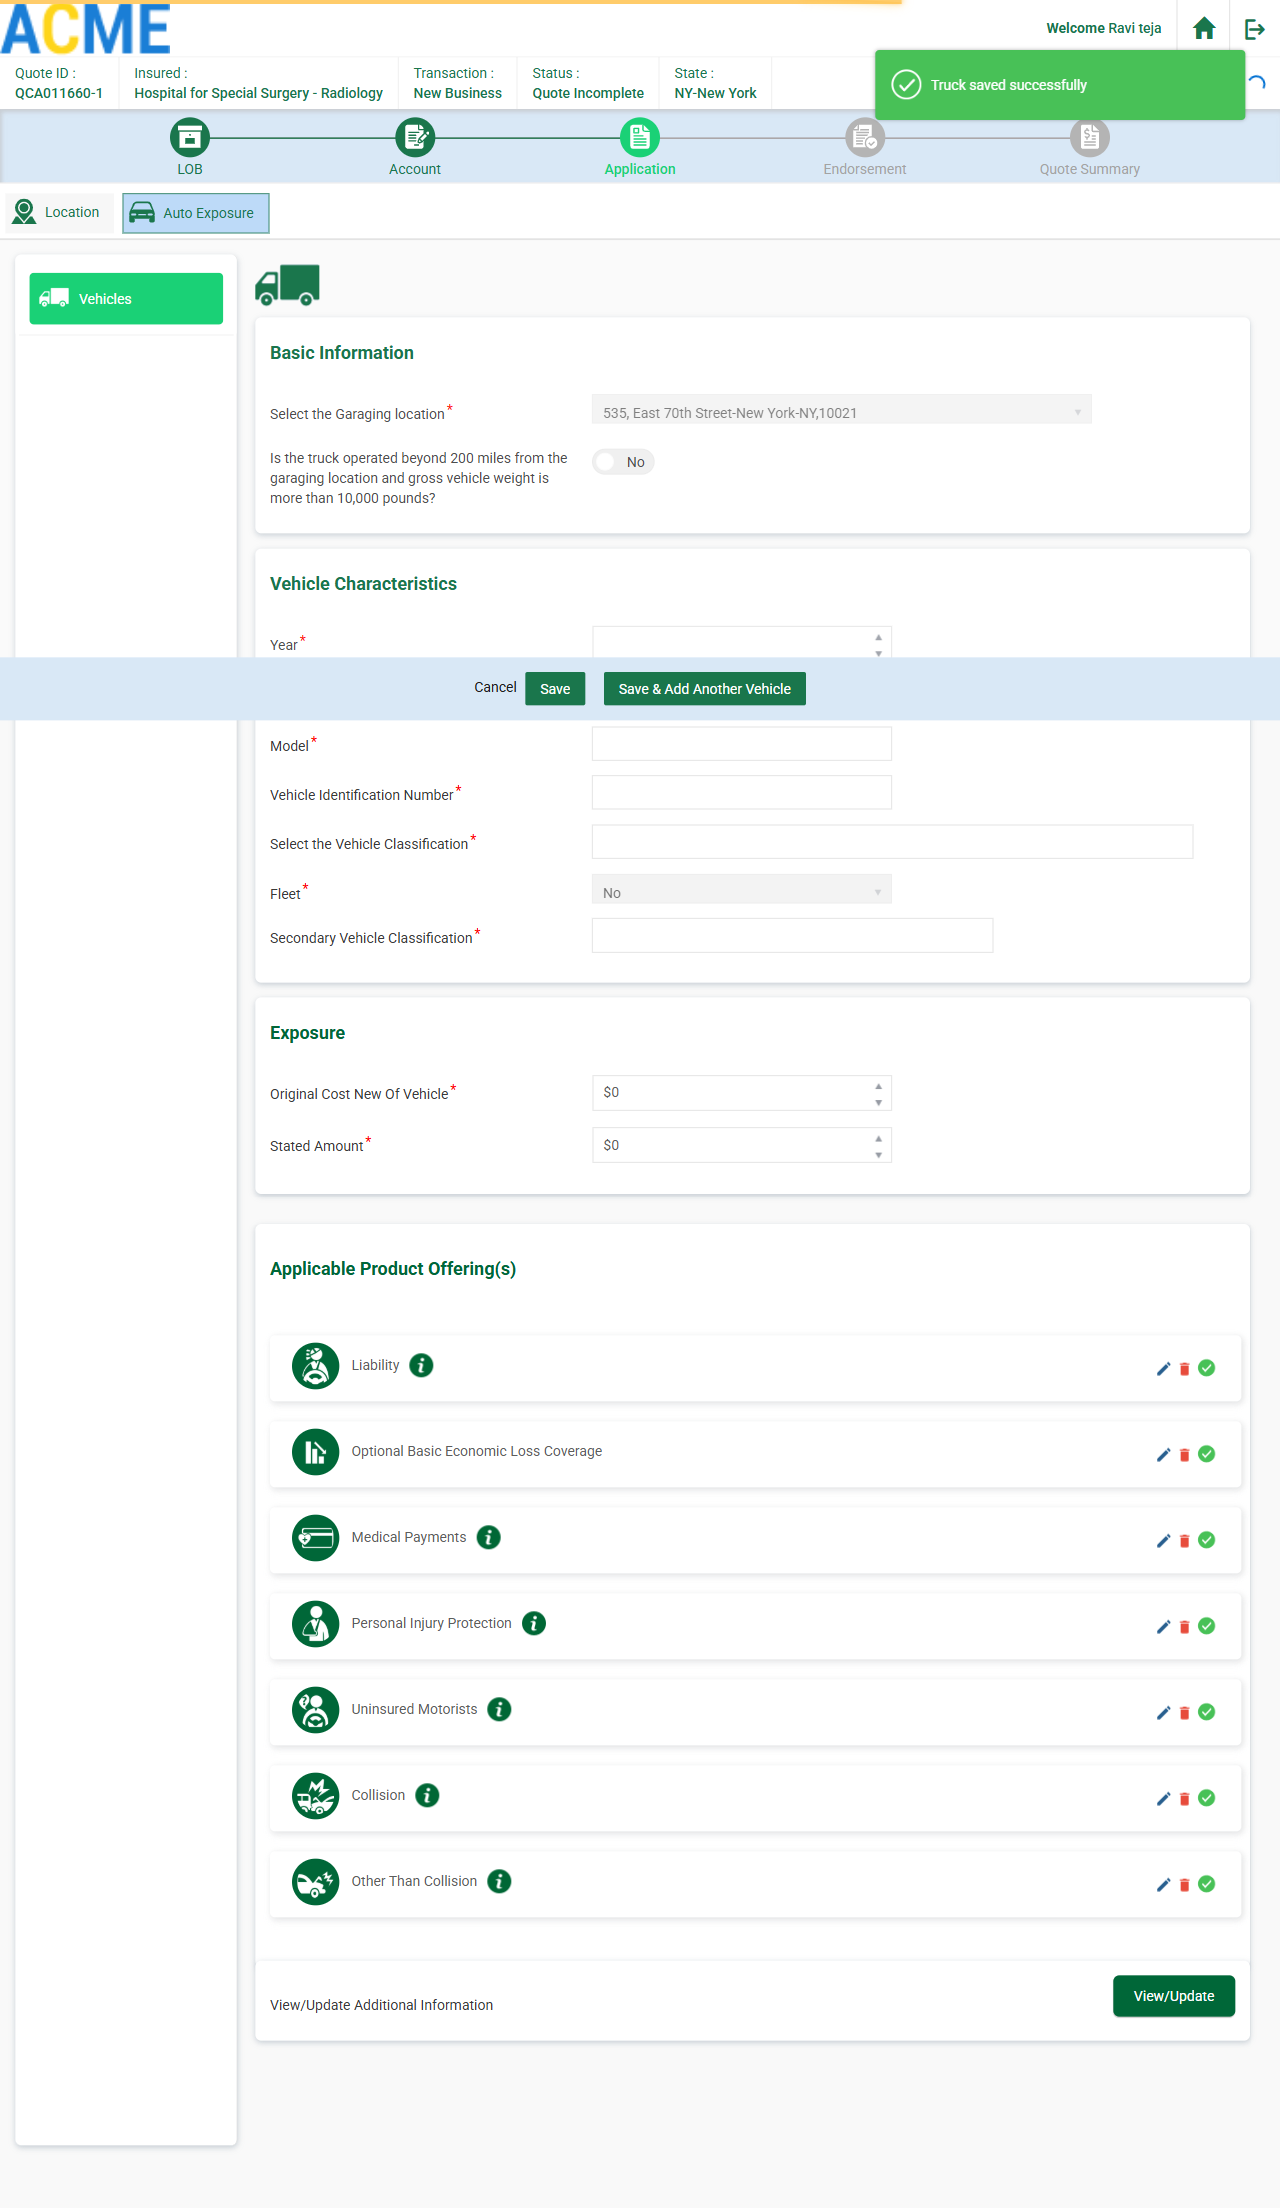 ACME
Welcome Ravi teja
Quote ID :
QCA011660-1
Insured :
Hospital for Special Surgery - Radiology
Transaction :
New Business
Status :
Quote Incomplete
State :
NY-New York
Truck saved successfully
LOB
Account
Application
Endorsement
Quote Summary
Location
Auto Exposure
Vehicles
Basic Information
Select the Garaging location*
535, East 70th Street-New York-NY,10021
Is the truck operated beyond 200 miles from the
garaging location and gross vehicle weight is
more than 10,000 pounds?
No
Vehicle Characteristics
Year*
Cancel
Save
Save & Add Another Vehicle
Model*
Vehicle Identification Number*
Select the Vehicle Classification*
Fleet*
No
Secondary Vehicle Classification*
Exposure
Original Cost New Of Vehicle*
$0
Stated Amount*
$0
Applicable Product Offering(s)
Liability
Optional Basic Economic Loss Coverage
Medical Payments
Personal Injury Protection
Uninsured Motorists
Collision
Other Than Collision
View/Update Additional Information
View/Update